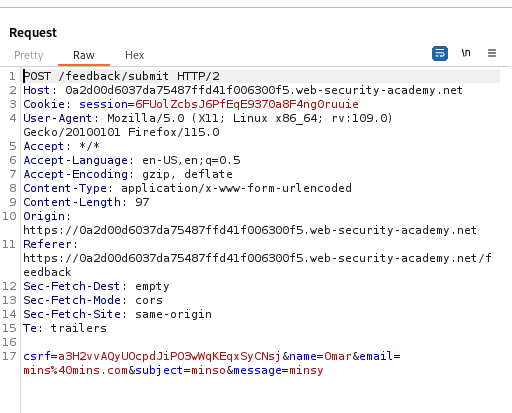 Request
Pretty Raw Hex
\n
1 POST /feedback/submit HTTP/2
2 Host: 0a2d00d6037da75487ffd41f006300f5.web-security-academy.net
3 Cookie: session=6FUolZcbsJ6PfEqE9370a8F4ng0ruuie
4 User-Agent: Mozilla/5.0 (X11; Linux x86_64; rv:109.0)
Gecko/20100101 Firefox/115.0
5 Accept: */*
6 Accept-Language: en-US,en;q=0.5
7 Accept-Encoding: gzip, deflate
8 Content-Type: application/x-www-form-urlencoded
9 Content-Length: 97
10 Origin:
https://0a2d00d6037da75487ffd41f006300f5.web-security-academy.net
11 Referer:
https://0a2d00d6037da75487ffd41f006300f5.web-security-academy.net/f
eedback
12 Sec-Fetch-Dest: empty
13 Sec-Fetch-Mode: cors
14 Sec-Fetch-Site: same-origin
15 Te: trailers
16
17 csrf=a3H2vvAQyUOcpdJiPO3wWqKEqxSyCNsj&name=Omar&email=
mins%40mins.com&subject=minso&message=minsy